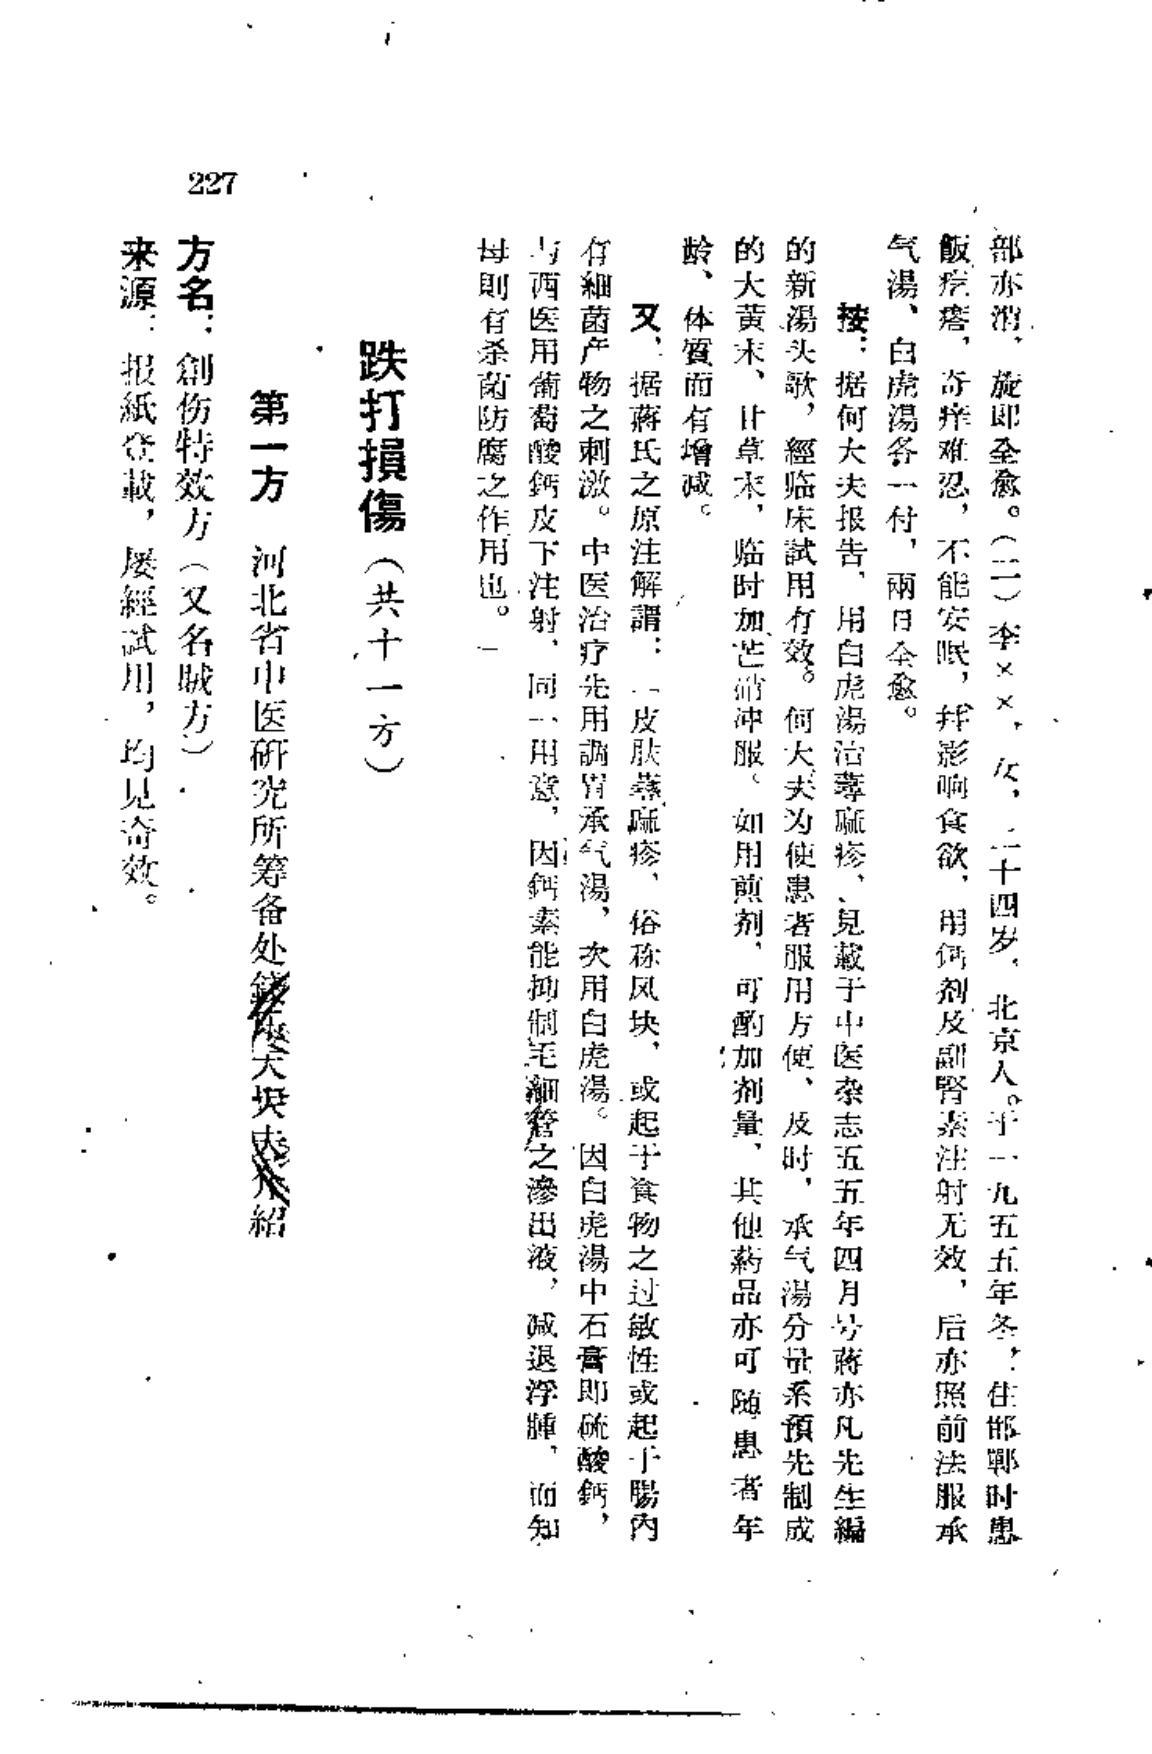 部亦消，旋即全愈。（二）李××，女，二十四岁，北京人。于一九五五年冬，住邯鄲时患
飯疙瘩，奇痒难忍，不能安眠，幷影响食欲，用鈣剂及副腎素注射无效，后亦照前法服承
气湯、白虎湯各一付，兩日全愈。
按：据何大夫报告，用白虎湯治蕁麻疹，見載于中医杂志五五年四月号蔣亦凡先生編
的新湯头歌，經临床試用有效。何大夫为使患者服用方便、及时，承气湯分量系預先制成
的大黄末、甘草末，临时加芒硝冲服。如用煎剂，可酌加剂量，其他葯品亦可随患者年
齡、体質而有增减。
又，据蔣氏之原注解謂：「皮肤蕁麻疹，俗称风块，或起于食物之过敏性或起于腸內
有細菌产物之刺激。中医治疗先用調胃承气湯，次用白虎湯。因白虎湯中石膏即硫酸鈣，
与西医用葡萄酸鈣皮下注射，同一用意，因鈣素能抑制毛細管之滲出液，减退浮腫，而知
母則有杀菌防腐之作用也。」
跌打損傷（共十一方）
第一方　河北省中医研究所筹备处大夫介紹
方名：創伤特效方（又名贼方）
来源：报紙登載，屡經試用，均見奇效。
227